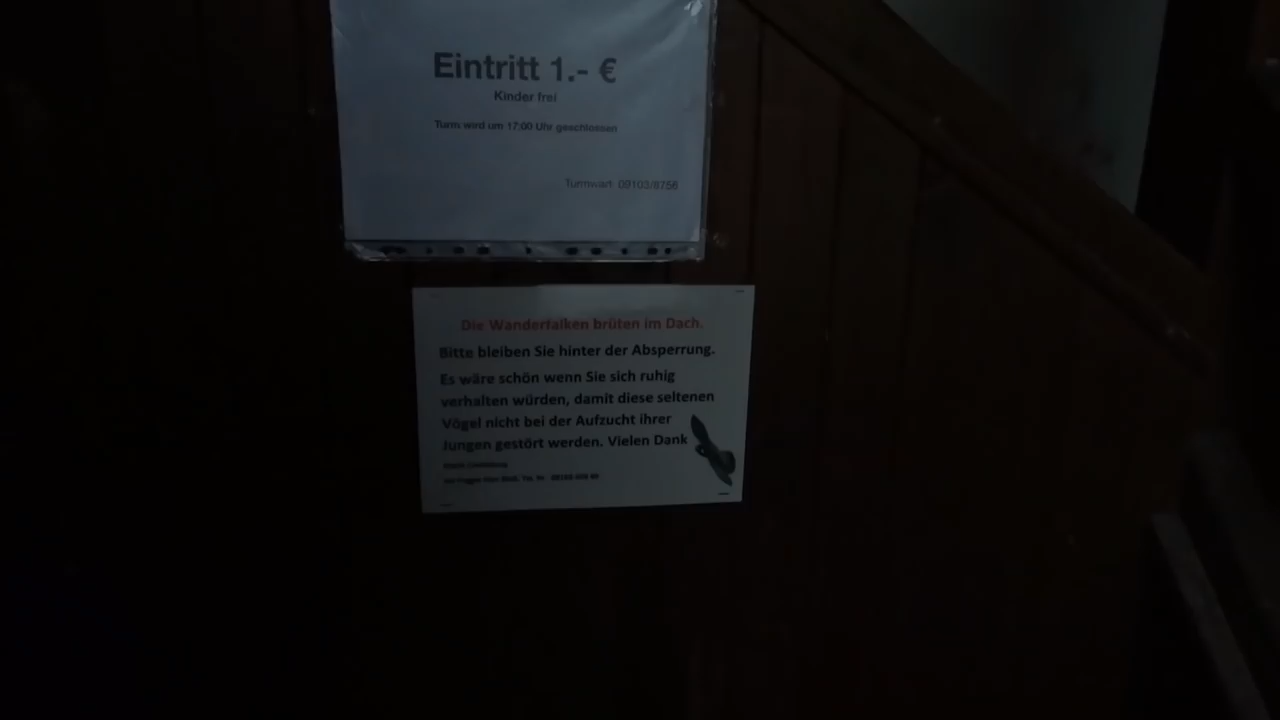 Eintritt 1.- €
Kinder frei
Turm wird um 17:00 Uhr geschlossen
Turmwart 09103/8756
Die Wanderfalken brüten im Dach.
Bitte bleiben Sie hinter der Absperrung.
Es wäre schön wenn Sie sich ruhig
verhalten würden, damit diese seltenen
Vögel nicht bei der Aufzucht ihrer
Jungen gestört werden. Vielen Dank